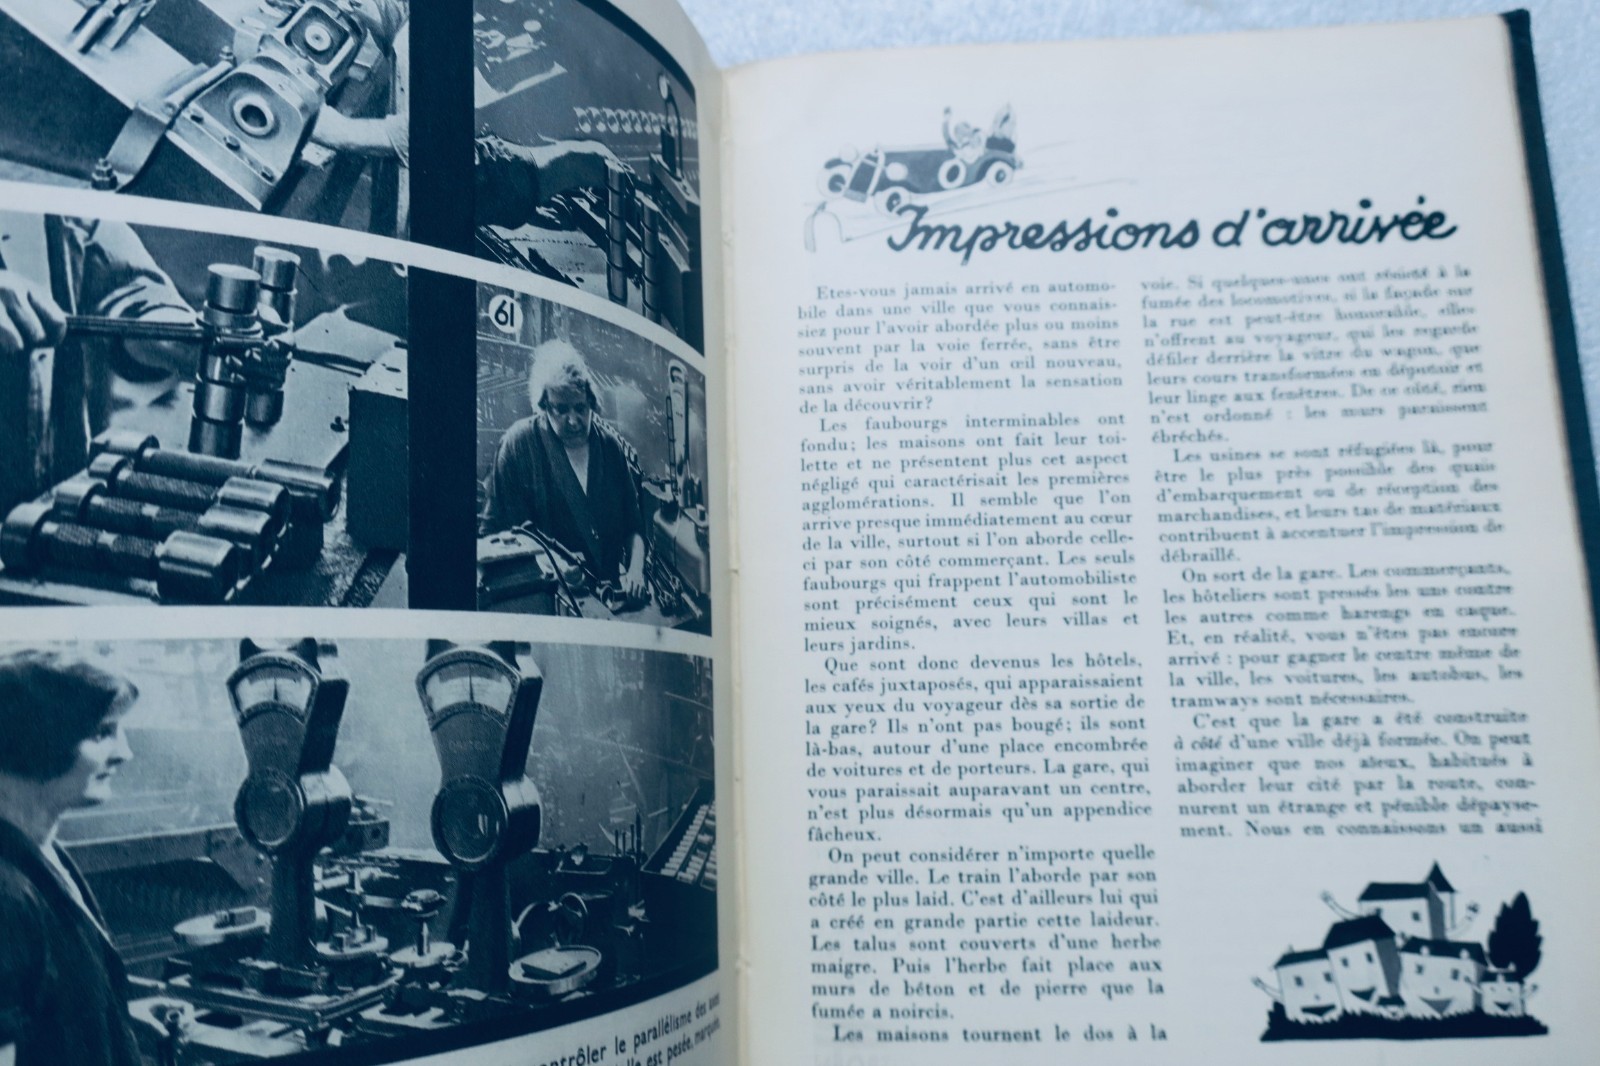 19
DAYTON
DAYTON
ontrôler le parallélisme des axes
elle est pesée, marquée,
Impressions d'arrivée
Etes-vous jamais arrivé en automo-
bile dans une ville que vous connais-
siez pour l'avoir abordée plus ou moins
souvent par la voie ferrée, sans être
surpris de la voir d'un œil nouveau,
sans avoir véritablement la sensation
de la découvrir?
Les faubourgs interminables ont
fondu; les maisons ont fait leur toi-
lette et ne présentent plus cet aspect
négligé qui caractérisait les premières
agglomérations. Il semble que l'on
arrive presque immédiatement au cœur
de la ville, surtout si l'on aborde celle-
ci par son côté commerçant. Les seuls
faubourgs qui frappent l'automobiliste
sont précisément ceux qui sont le
mieux soignés, avec leurs villas et
leurs jardins.
Que sont donc devenus les hôtels,
les cafés juxtaposés, qui apparaissaient
aux yeux du voyageur dès sa sortie de
la gare? Ils n'ont pas bougé; ils sont
là-bas, autour d'une place encombrée
de voitures et de porteurs. La gare, qui
vous paraissait auparavant un centre,
n'est plus désormais qu'un appendice
fâcheux.
On peut considérer n'importe quelle
grande ville. Le train l'aborde par son
côté le plus laid. C'est d'ailleurs lui qui
a créé en grande partie cette laideur.
Les talus sont couverts d'une herbe
maigre. Puis l'herbe fait place aux
murs de béton et de pierre que la
fumée a noircis.
Les maisons tournent le dos à la
voie. Si quelques-unes ont résisté à la
fumée des locomotives, si la façade sur
la rue est peut-être honorable, elles
n'offrent au voyageur, qui les regarde
défiler derrière la vitre du wagon, que
leurs cours transformées en dépotoir et
leur linge aux fenêtres. De ce côté, rien
n'est ordonné : les murs paraissent
ébréchés.
Les usines se sont réfugiées là, pour
être le plus près possible des quais
d'embarquement ou de réception des
marchandises, et leurs tas de matériaux
contribuent à accentuer l'impression de
débraillé.
On sort de la gare. Les commerçants,
les hôteliers sont pressés les uns contre
les autres comme harengs en caque.
Et, en réalité, vous n'êtes pas encore
arrivé : pour gagner le centre même de
la ville, les voitures, les autobus, les
tramways sont nécessaires.
C'est que la gare a été construite
à côté d'une ville déjà formée. On peut
imaginer que nos aïeux, habitués à
aborder leur cité par la route, con-
nurent un étrange et pénible dépayse-
ment. Nous en connaissons un aussi